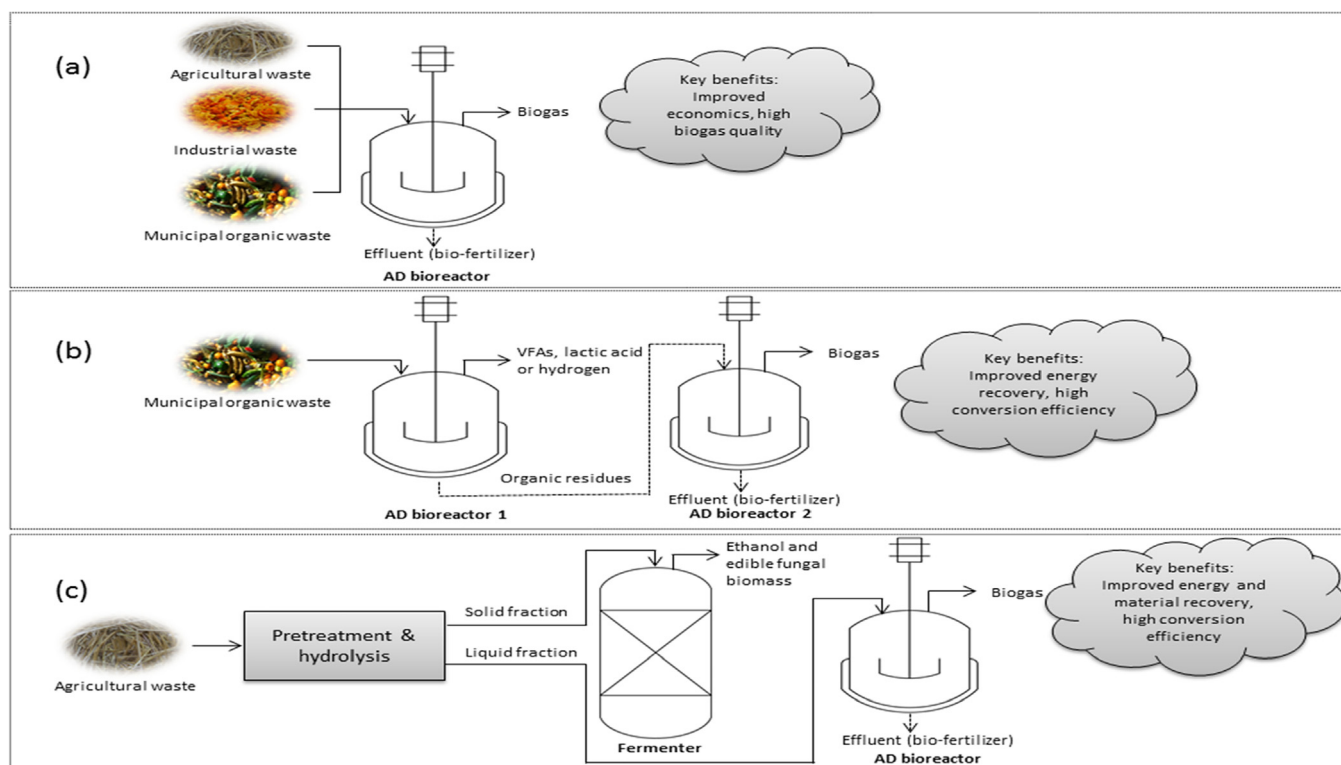 (a)
Agricultural waste
Industrial waste
Municipal organic waste
Biogas
Effluent (bio-fertilizer)
AD bioreactor
Key benefits:
Improved
economics, high
biogas quality
(b)
Municipal organic waste
VFAs, lactic acid
or hydrogen
Organic residues
AD bioreactor 1
Biogas
Effluent (bio-fertilizer)
AD bioreactor 2
Key benefits:
Improved energy
recovery, high
conversion efficiency
(c)
Agricultural waste
Pretreatment &
hydrolysis
Solid fraction
Liquid fraction
Ethanol and
edible fungal
biomass
Fermenter
Biogas
Effluent (bio-fertilizer)
AD bioreactor
Key benefits:
Improved energy and
material recovery,
high conversion
efficiency